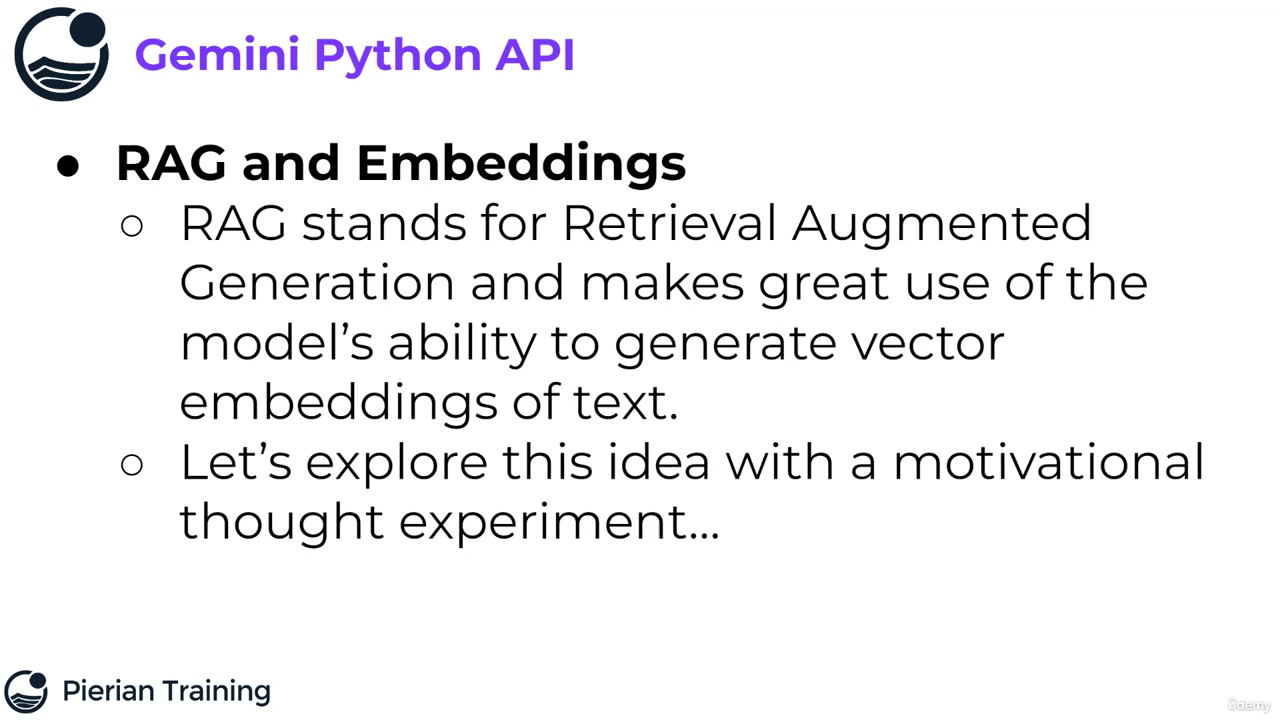 Gemini Python API
● RAG and Embeddings
○ RAG stands for Retrieval Augmented
Generation and makes great use of the
model’s ability to generate vector
embeddings of text.
○ Let’s explore this idea with a motivational
thought experiment...
Pierian Training
ûdemy